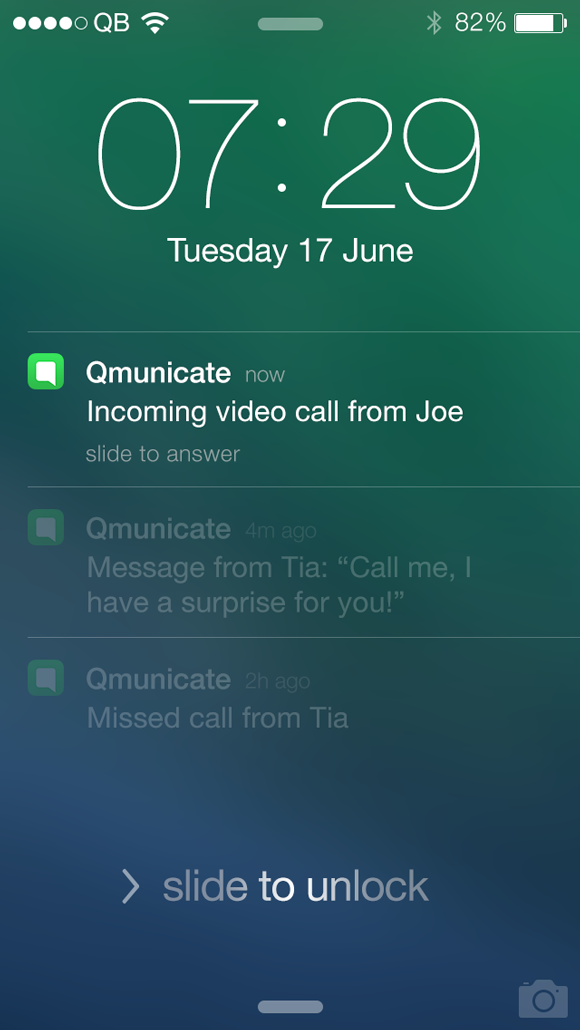 QB 82%
07:29
Tuesday 17 June
Qmunicate now
Incoming video call from Joe
slide to answer
Qmunicate 4m ago
Message from Tia: “Call me, I
have a surprise for you!”
Qmunicate 2h ago
Missed call from Tia
slide to unlock